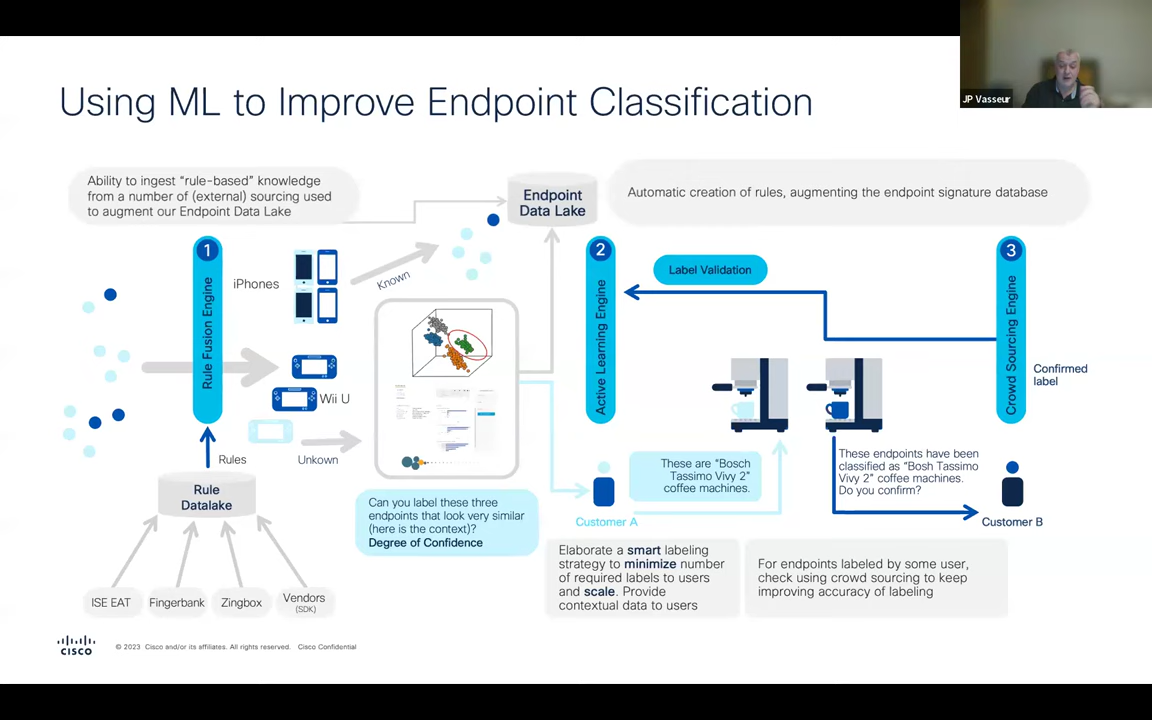 JP Vasseur
Using ML to Improve Endpoint Classification
Ability to ingest “rule-based” knowledge
from a number of (external) sourcing used
to augment our Endpoint Data Lake
Endpoint
Data Lake
Automatic creation of rules, augmenting the endpoint signature database
1
Rule Fusion Engine
iPhones
Known
Wii U
Unkown
Rules
Rule
Datalake
ISE EAT
Fingerbank
Zingbox
Vendors
(SDK)
Can you label these three
endpoints that look very similar
(here is the context)?
Degree of Confidence
2
Active Learning Engine
Label Validation
3
Crowd Sourcing Engine
Confirmed
label
These are “Bosch
Tassimo Vivy 2”
coffee machines.
Customer A
These endpoints have been
classified as “Bosh Tassimo
Vivy 2” coffee machines.
Do you confirm?
Customer B
Elaborate a smart labeling
strategy to minimize number
of required labels to users
and scale. Provide
contextual data to users
For endpoints labeled by some user,
check using crowd sourcing to keep
improving accuracy of labeling
CISCO
© 2023 Cisco and/or its affiliates. All rights reserved. Cisco Confidential